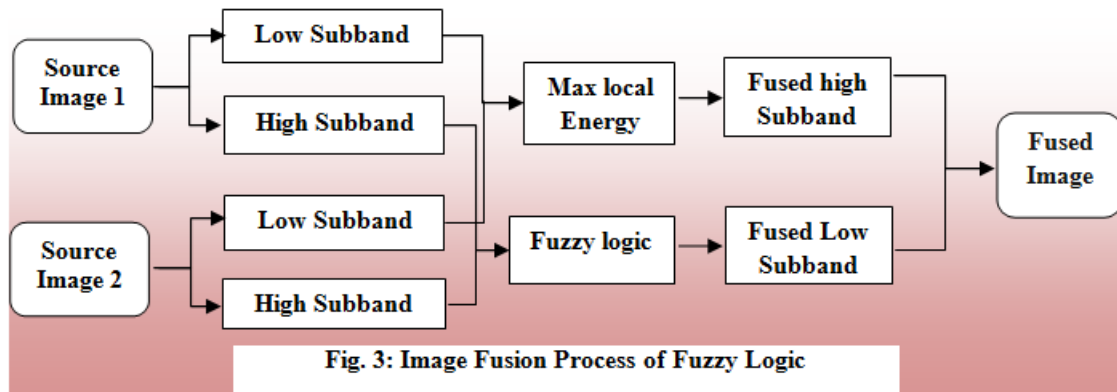 Source
Image 1
Low Subband
High Subband
Source
Image 2
Low Subband
High Subband
Max local
Energy
Fuzzy logic
Fused high
Subband
Fused Low
Subband
Fused
Image
Fig. 3: Image Fusion Process of Fuzzy Logic